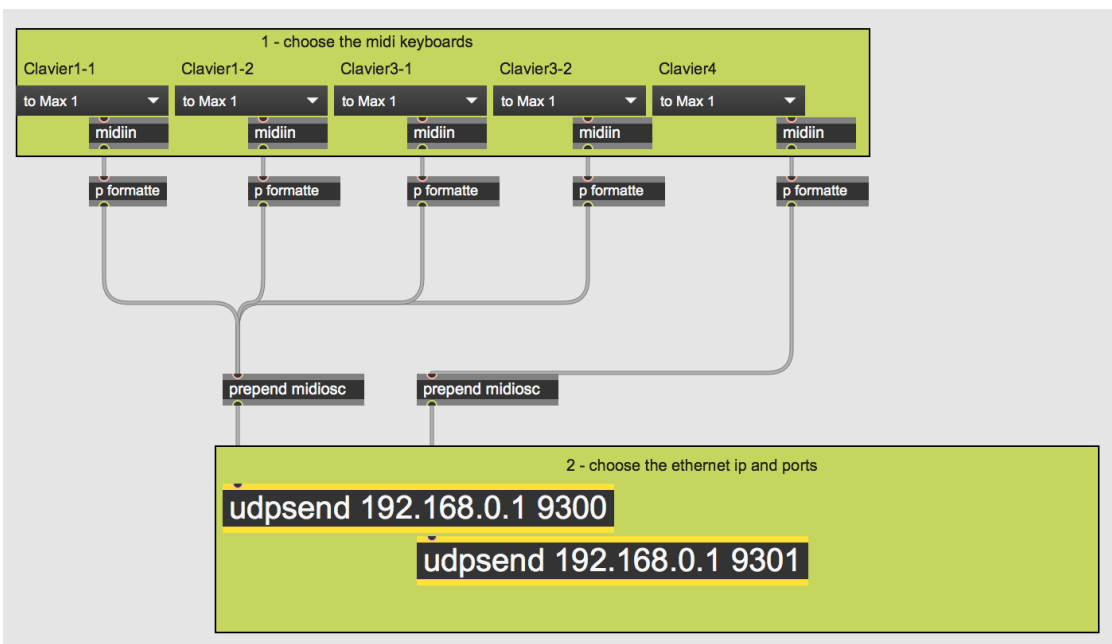 1 - choose the midi keyboards
Clavier1-1 Clavier1-2 Clavier3-1 Clavier3-2 Clavier4
to Max 1 to Max 1 to Max 1 to Max 1 to Max 1
midiin midiin midiin midiin midiin
p formatte p formatte p formatte p formatte p formatte
prepend midiosc prepend midiosc
2 - choose the ethernet ip and ports
udpsend 192.168.0.1 9300
udpsend 192.168.0.1 9301